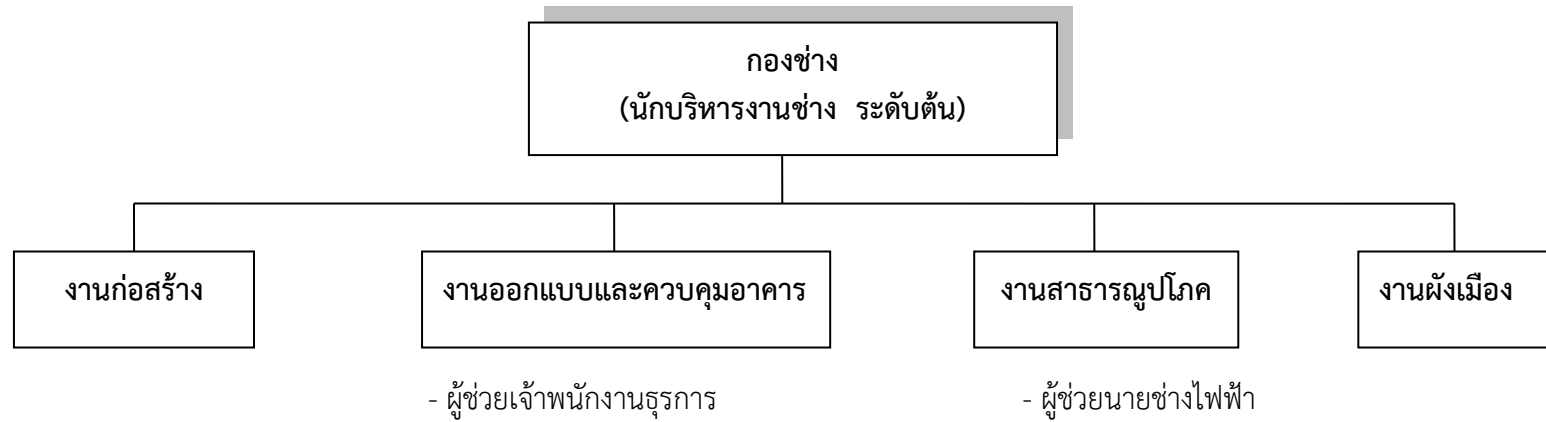 กองช่าง
(นักบริหารงานช่าง ระดับต้น)
งานก่อสร้าง
งานออกแบบและควบคุมอาคาร
งานสาธารณูปโภค
งานผังเมือง
- ผู้ช่วยเจ้าพนักงานธุรการ
- ผู้ช่วยนายช่างไฟฟ้า